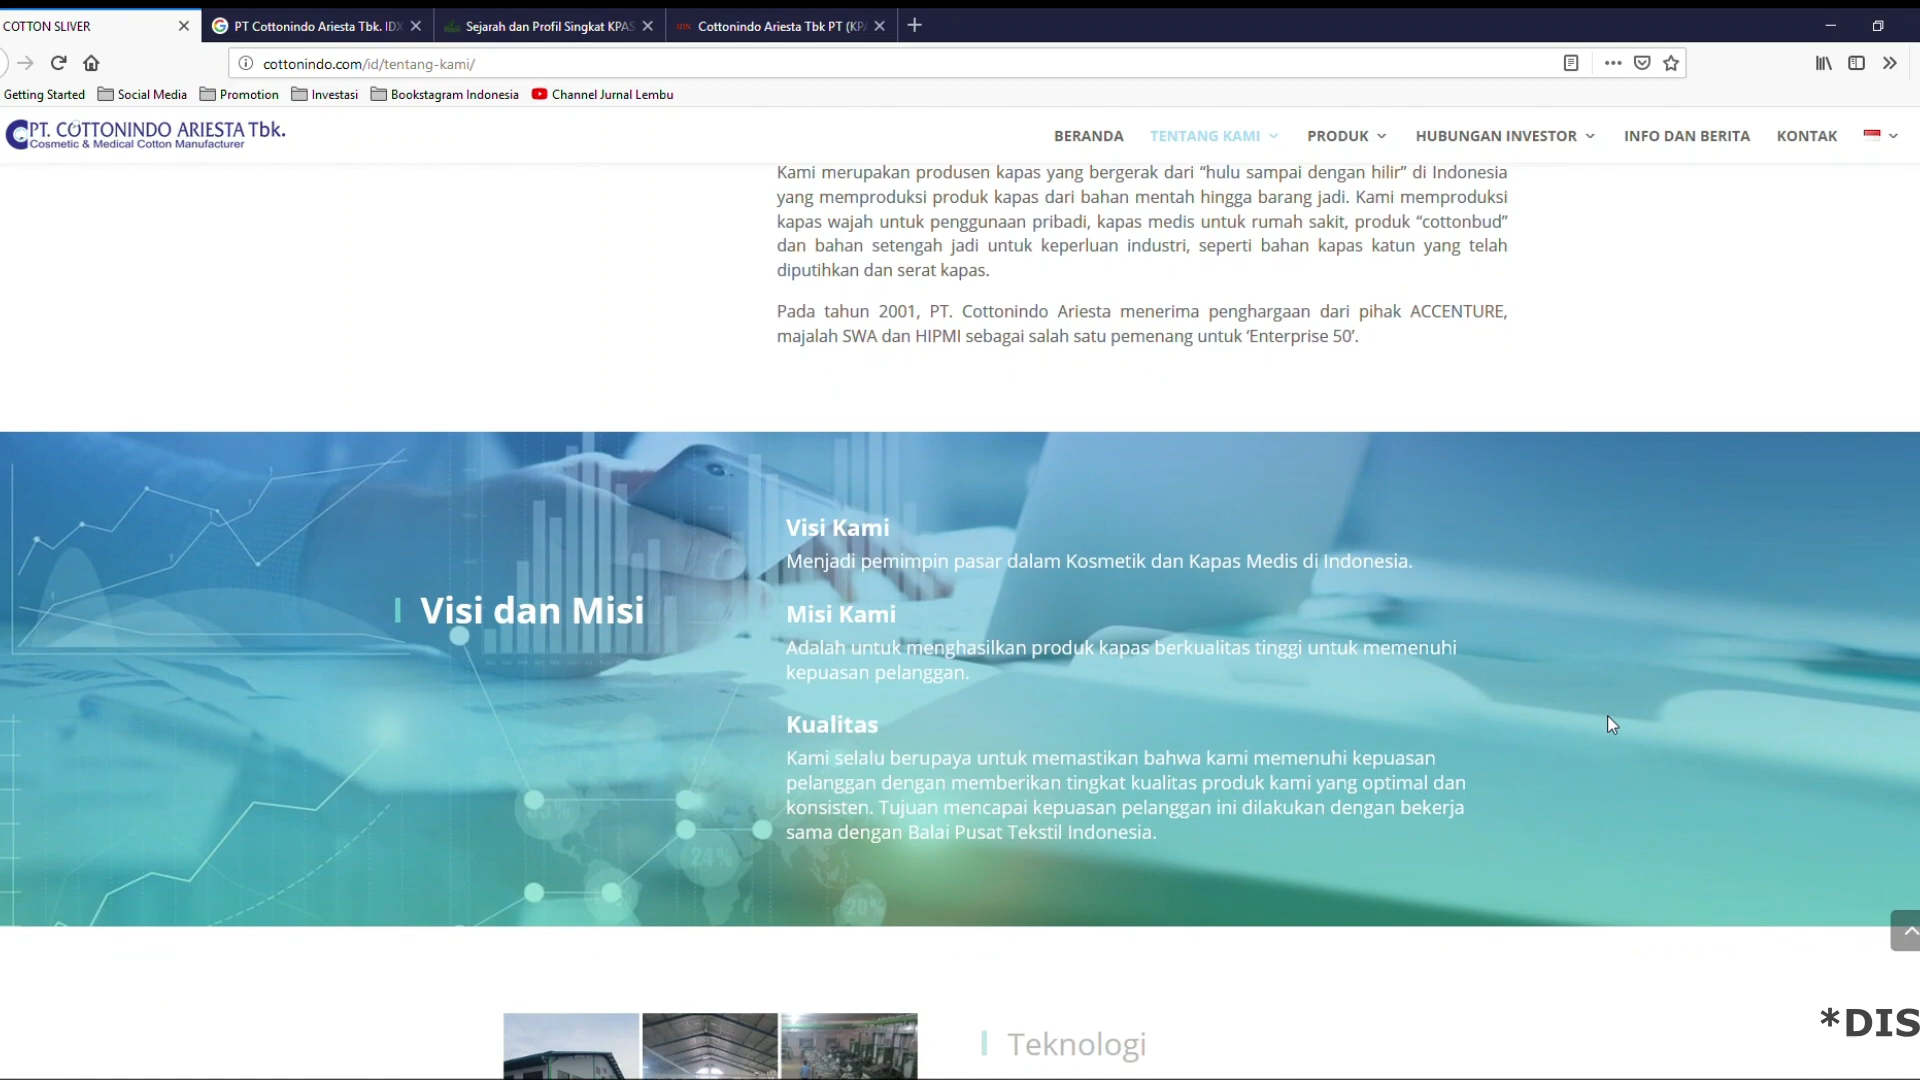 COTTON SLIVER
PT Cottonindo Ariesta Tbk. IDX
Sejarah dan Profil Singkat KPAS
Cottonindo Ariesta Tbk PT (KPA
cottonindo.com/id/tentang-kami/
Getting Started
Social Media
Promotion
Investasi
Bookstagram Indonesia
Channel Jurnal Lembu
PT. COTTONINDO ARIESTA Tbk.
Cosmetic & Medical Cotton Manufacturer
BERANDA
TENTANG KAMI
PRODUK
HUBUNGAN INVESTOR
INFO DAN BERITA
KONTAK
Kami merupakan produsen kapas yang bergerak dari “hulu sampai dengan hilir” di Indonesia
yang memproduksi produk kapas dari bahan mentah hingga barang jadi. Kami memproduksi
kapas wajah untuk penggunaan pribadi, kapas medis untuk rumah sakit, produk “cottonbud”
dan bahan setengah jadi untuk keperluan industri, seperti bahan kapas katun yang telah
diputihkan dan serat kapas.
Pada tahun 2001, PT. Cottonindo Ariesta menerima penghargaan dari pihak ACCENTURE,
majalah SWA dan HIPMI sebagai salah satu pemenang untuk ‘Enterprise 50’.
Visi dan Misi
Visi Kami
Menjadi pemimpin pasar dalam Kosmetik dan Kapas Medis di Indonesia.
Misi Kami
Adalah untuk menghasilkan produk kapas berkualitas tinggi untuk memenuhi
kepuasan pelanggan.
Kualitas
Kami selalu berupaya untuk memastikan bahwa kami memenuhi kepuasan
pelanggan dengan memberikan tingkat kualitas produk kami yang optimal dan
konsisten. Tujuan mencapai kepuasan pelanggan ini dilakukan dengan bekerja
sama dengan Balai Pusat Tekstil Indonesia.
24%
20%
Teknologi
*DIS